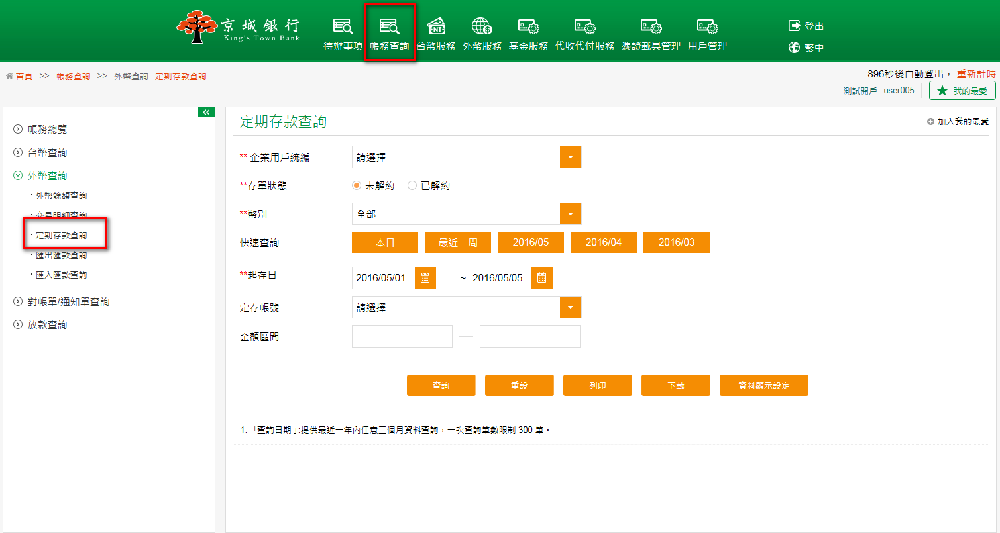 京城銀行
King's Town Bank
待辦事項 帳務查詢 台幣服務 外幣服務 基金服務 代收代付服務 憑證載具管理 用戶管理
登出
繁中
首頁 >> 帳務查詢 >> 外幣查詢 定期存款查詢
896秒後自動登出， 重新計時
測試開戶 user005
我的最愛
帳務總覽
台幣查詢
外幣查詢
·外幣餘額查詢
·交易明細查詢
·定期存款查詢
·匯出匯款查詢
·匯入匯款查詢
對帳單/通知單查詢
放款查詢
定期存款查詢
加入我的最愛
** 企業用戶統編 請選擇
**存單狀態 未解約 已解約
**幣別 全部
快速查詢 本日 最近一周 2016/05 2016/04 2016/03
**起存日 2016/05/01 ~ 2016/05/05
定存帳號 請選擇
金額區間
查詢 重設 列印 下載 資料顯示設定
1. 「查詢日期」:提供最近一年內任意三個月資料查詢，一次查詢筆數限制 300 筆。